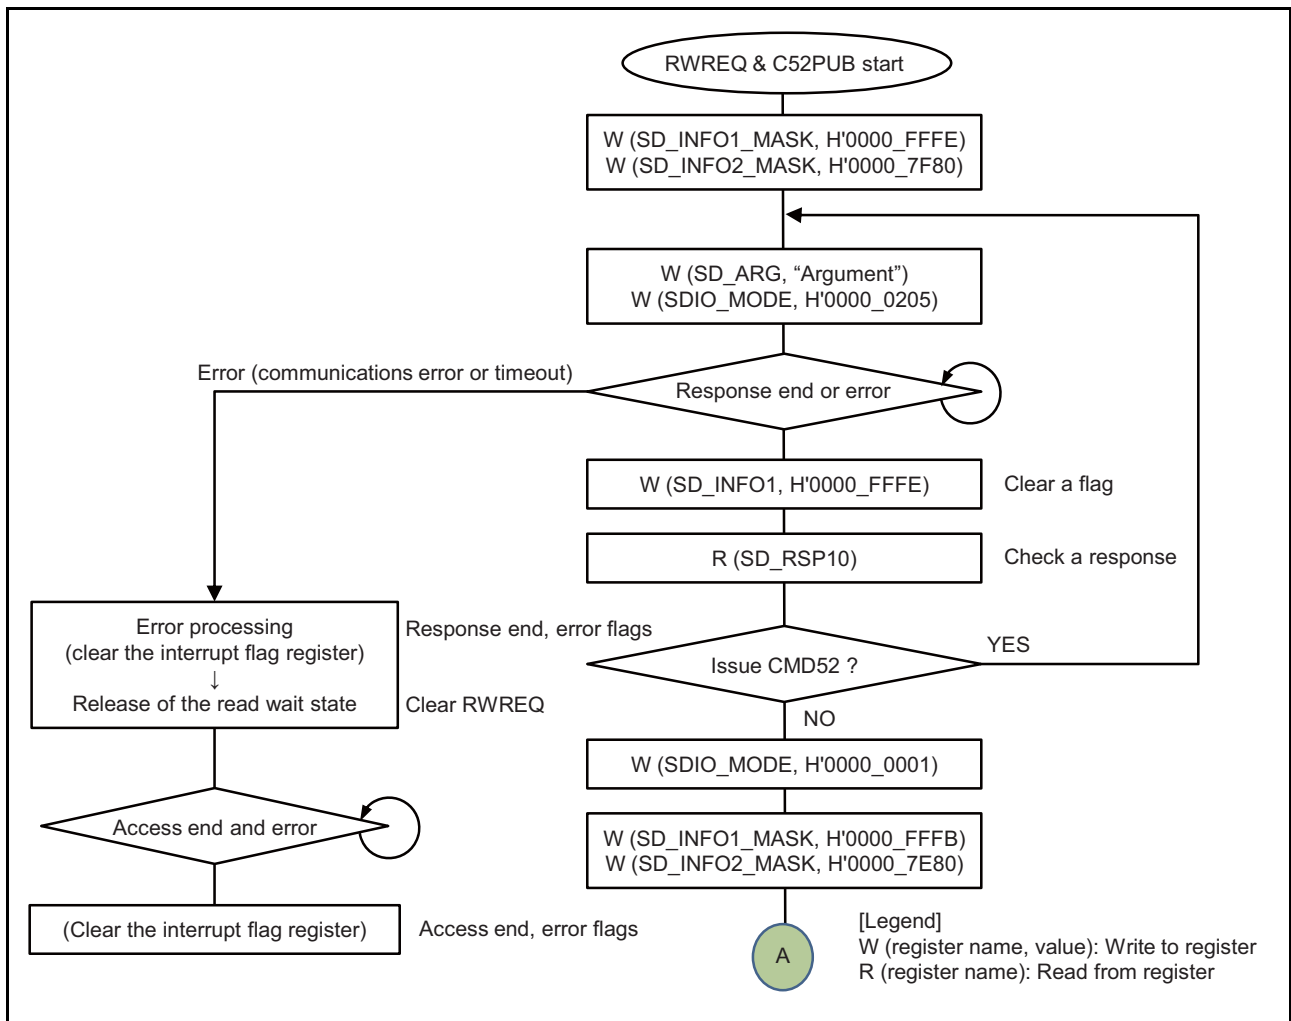 RWREQ & C52PUB start
W (SD_INFO1_MASK, H'0000_FFFE)
W (SD_INFO2_MASK, H'0000_7F80)
W (SD_ARG, “Argument”)
W (SDIO_MODE, H'0000_0205)
Error (communications error or timeout)
Response end or error
W (SD_INFO1, H'0000_FFFE)
Clear a flag
R (SD_RSP10)
Check a response
Error processing
(clear the interrupt flag register)
↓
Release of the read wait state
Response end, error flags
Clear RWREQ
Issue CMD52 ?
YES
NO
W (SDIO_MODE, H'0000_0001)
Access end and error
W (SD_INFO1_MASK, H'0000_FFFB)
W (SD_INFO2_MASK, H'0000_7E80)
(Clear the interrupt flag register)
Access end, error flags
A
[Legend]
W (register name, value): Write to register
R (register name): Read from register